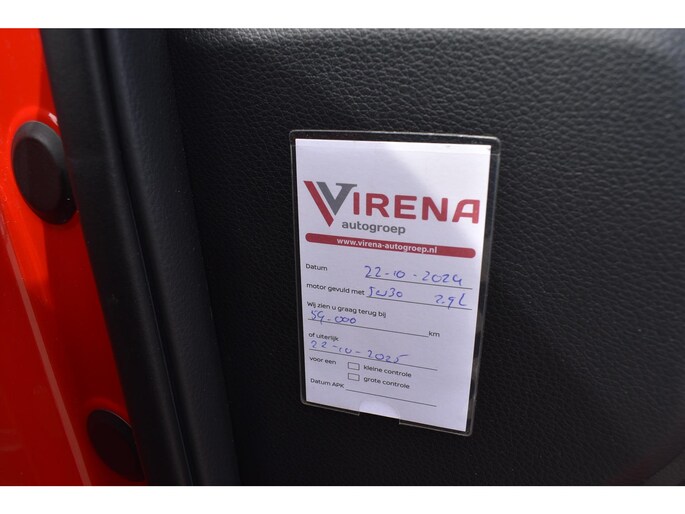 VIRENA
autogroep
www.virena-autogroep.nl
Datum 22-10-2024
motor gevuld met 5W30 2.9L
Wij zien u graag terug bij
54-000 km
of uiterlijk
22-10-2025
voor een kleine controle
grote controle
Datum APK